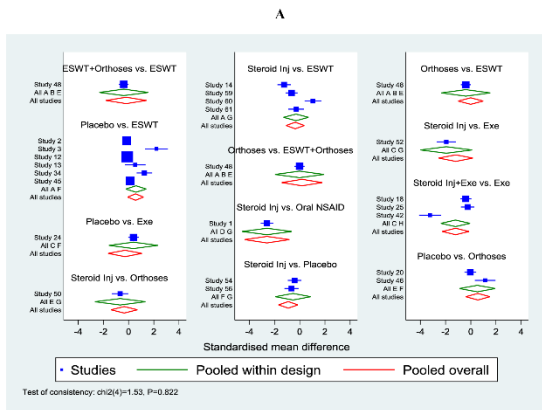 A
ESWT+Orthoses vs. ESWT
Study 48
All A B E
All studies
Placebo vs. ESWT
Study 2
Study 3
Study 12
Study 13
Study 34
Study 45
All A F
All studies
Placebo vs. Exe
Study 24
All C F
All studies
Steroid Inj vs. Orthoses
Study 50
All E G
All studies
-4 -2 0 2 4
Steroid Inj vs. ESWT
Study 14
Study 59
Study 60
Study 61
All A G
All studies
Orthoses vs. ESWT+Orthoses
Study 48
All A B E
All studies
Steroid Inj vs. Oral NSAID
Study 1
All D G
All studies
Steroid Inj vs. Placebo
Study 54
Study 56
All F G
All studies
-4 -2 0 2 4
Orthoses vs. ESWT
Study 48
All A B E
All studies
Steroid Inj vs. Exe
Study 52
All C G
All studies
Steroid Inj+Exe vs. Exe
Study 18
Study 25
Study 42
All C H
All studies
Placebo vs. Orthoses
Study 20
Study 46
All E F
All studies
-4 -2 0 2 4
Standardised mean difference
Studies Pooled within design Pooled overall
Test of consistency: chi2(4)=1.53, P=0.822